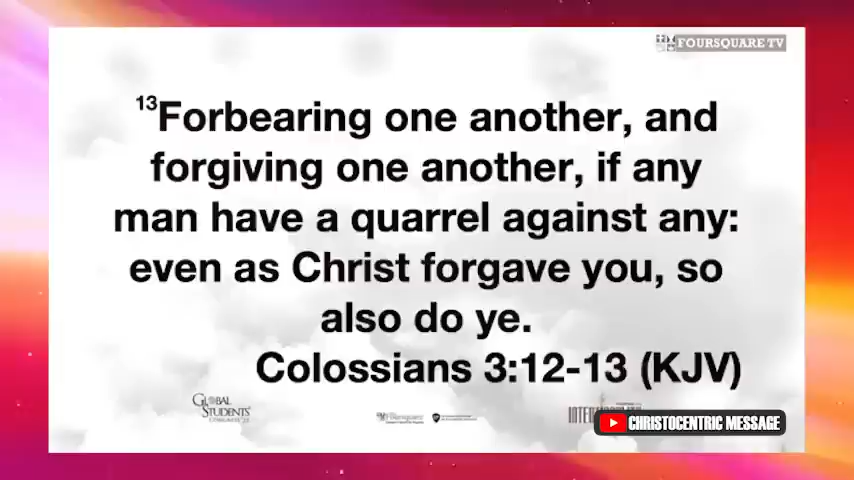 FOURSQUARE TV
13Forbearing one another, and
forgiving one another, if any
man have a quarrel against any:
even as Christ forgave you, so
also do ye.
Colossians 3:12-13 (KJV)
GLOBAL
STUDENTS'
Foursquare
CHRISTOCENTRIC MESSAGE